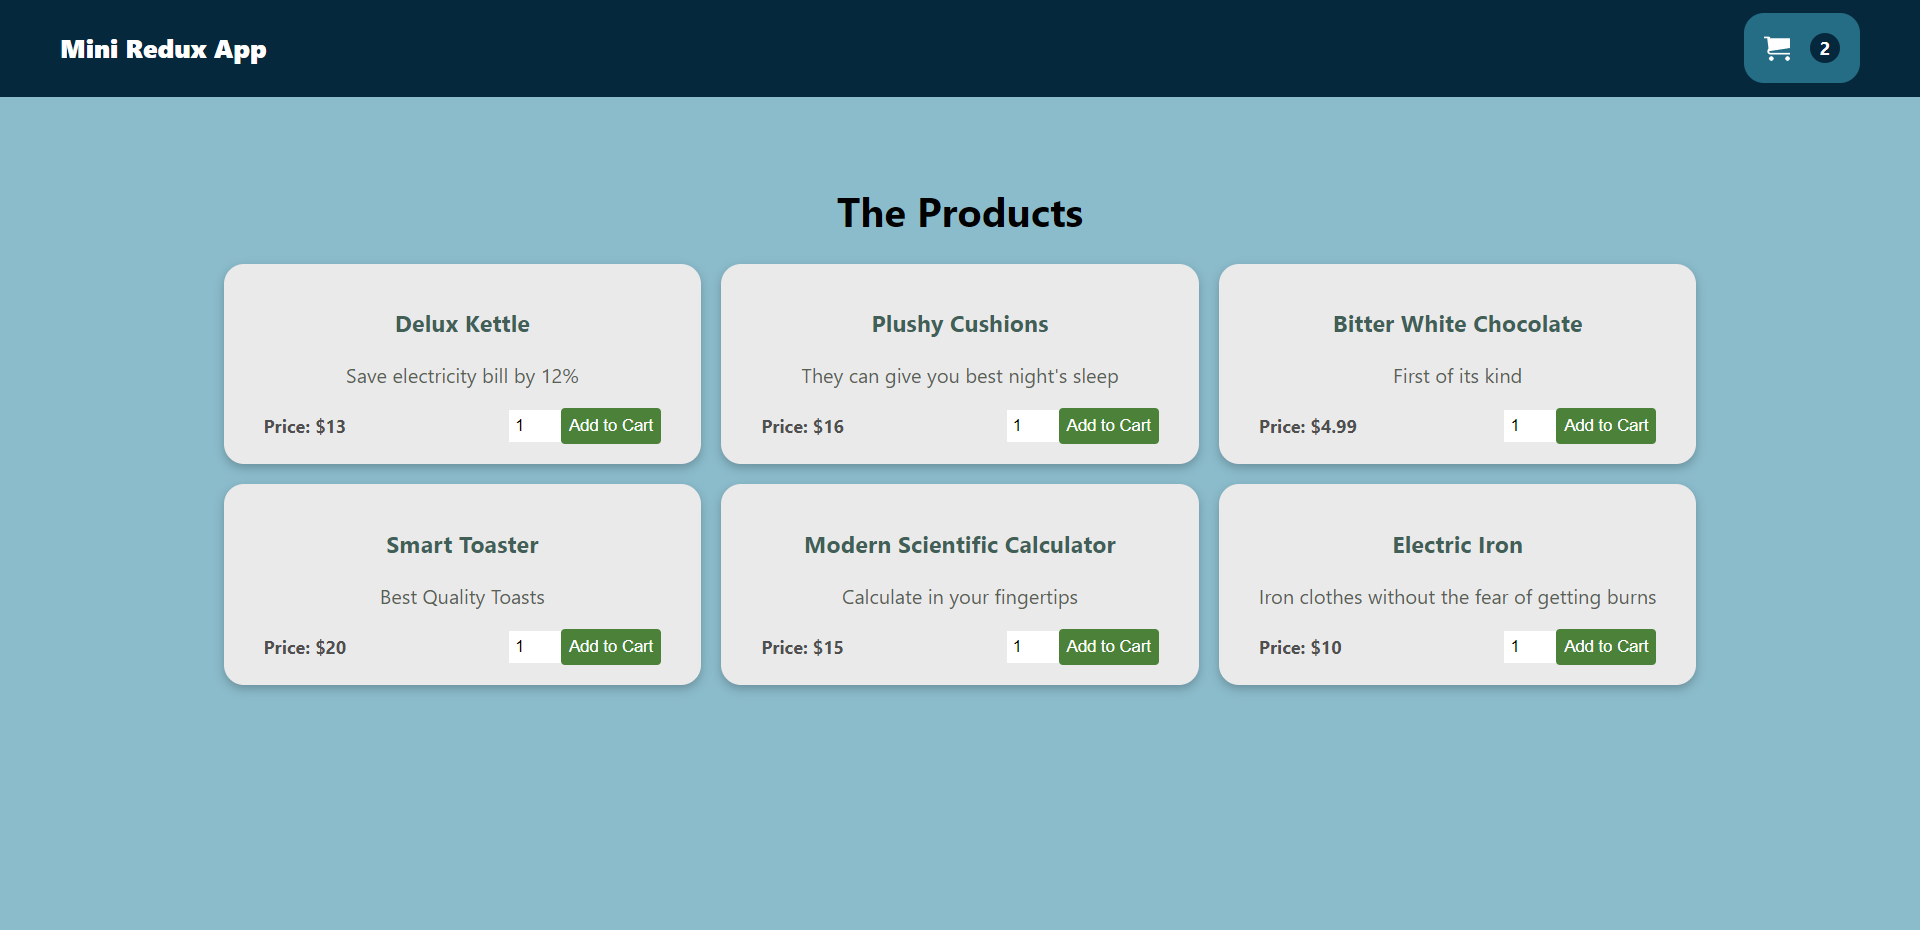 Mini Redux App
2
The Products
Delux Kettle
Save electricity bill by 12%
Price: $13
1
Add to Cart
Plushy Cushions
They can give you best night's sleep
Price: $16
1
Add to Cart
Bitter White Chocolate
First of its kind
Price: $4.99
1
Add to Cart
Smart Toaster
Best Quality Toasts
Price: $20
1
Add to Cart
Modern Scientific Calculator
Calculate in your fingertips
Price: $15
1
Add to Cart
Electric Iron
Iron clothes without the fear of getting burns
Price: $10
1
Add to Cart